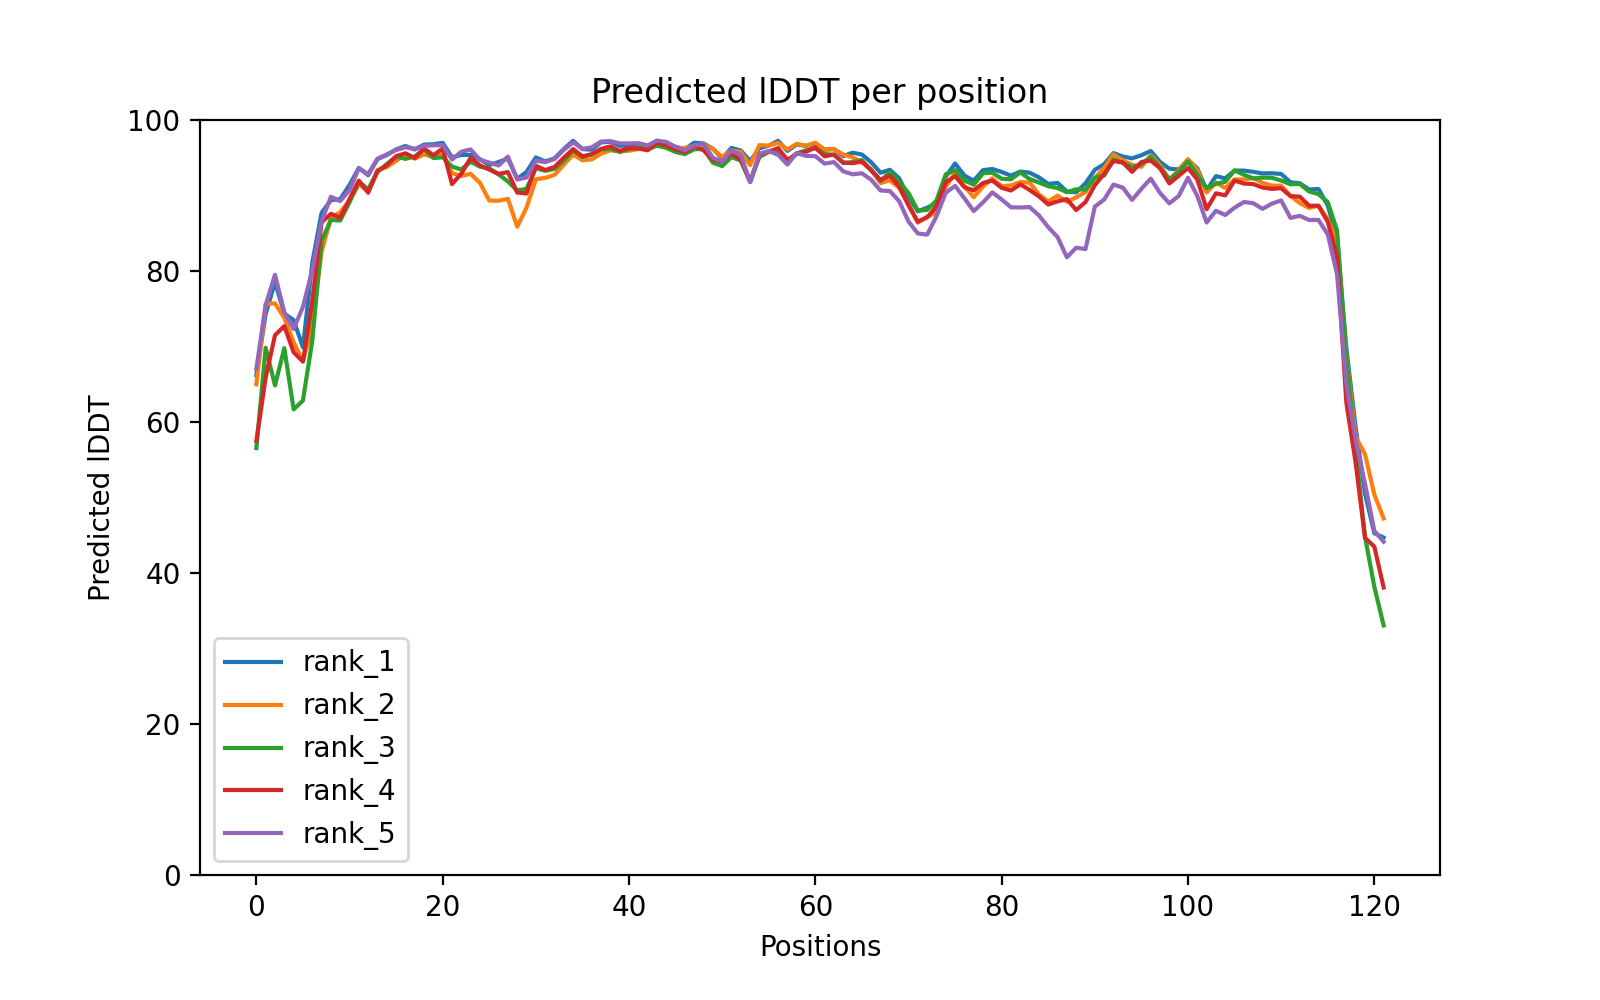 Predicted lDDT per position
100
80
60
40
20
0
Predicted lDDT
rank_1
rank_2
rank_3
rank_4
rank_5
0 20 40 60 80 100 120
Positions